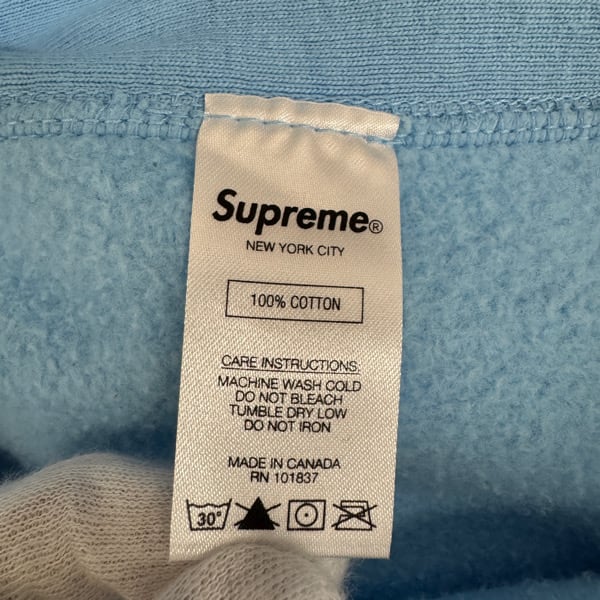 Supreme®
NEW YORK CITY
100% COTTON
CARE INSTRUCTIONS:
MACHINE WASH COLD
DO NOT BLEACH
TUMBLE DRY LOW
DO NOT IRON
MADE IN CANADA
RN 101837
30°